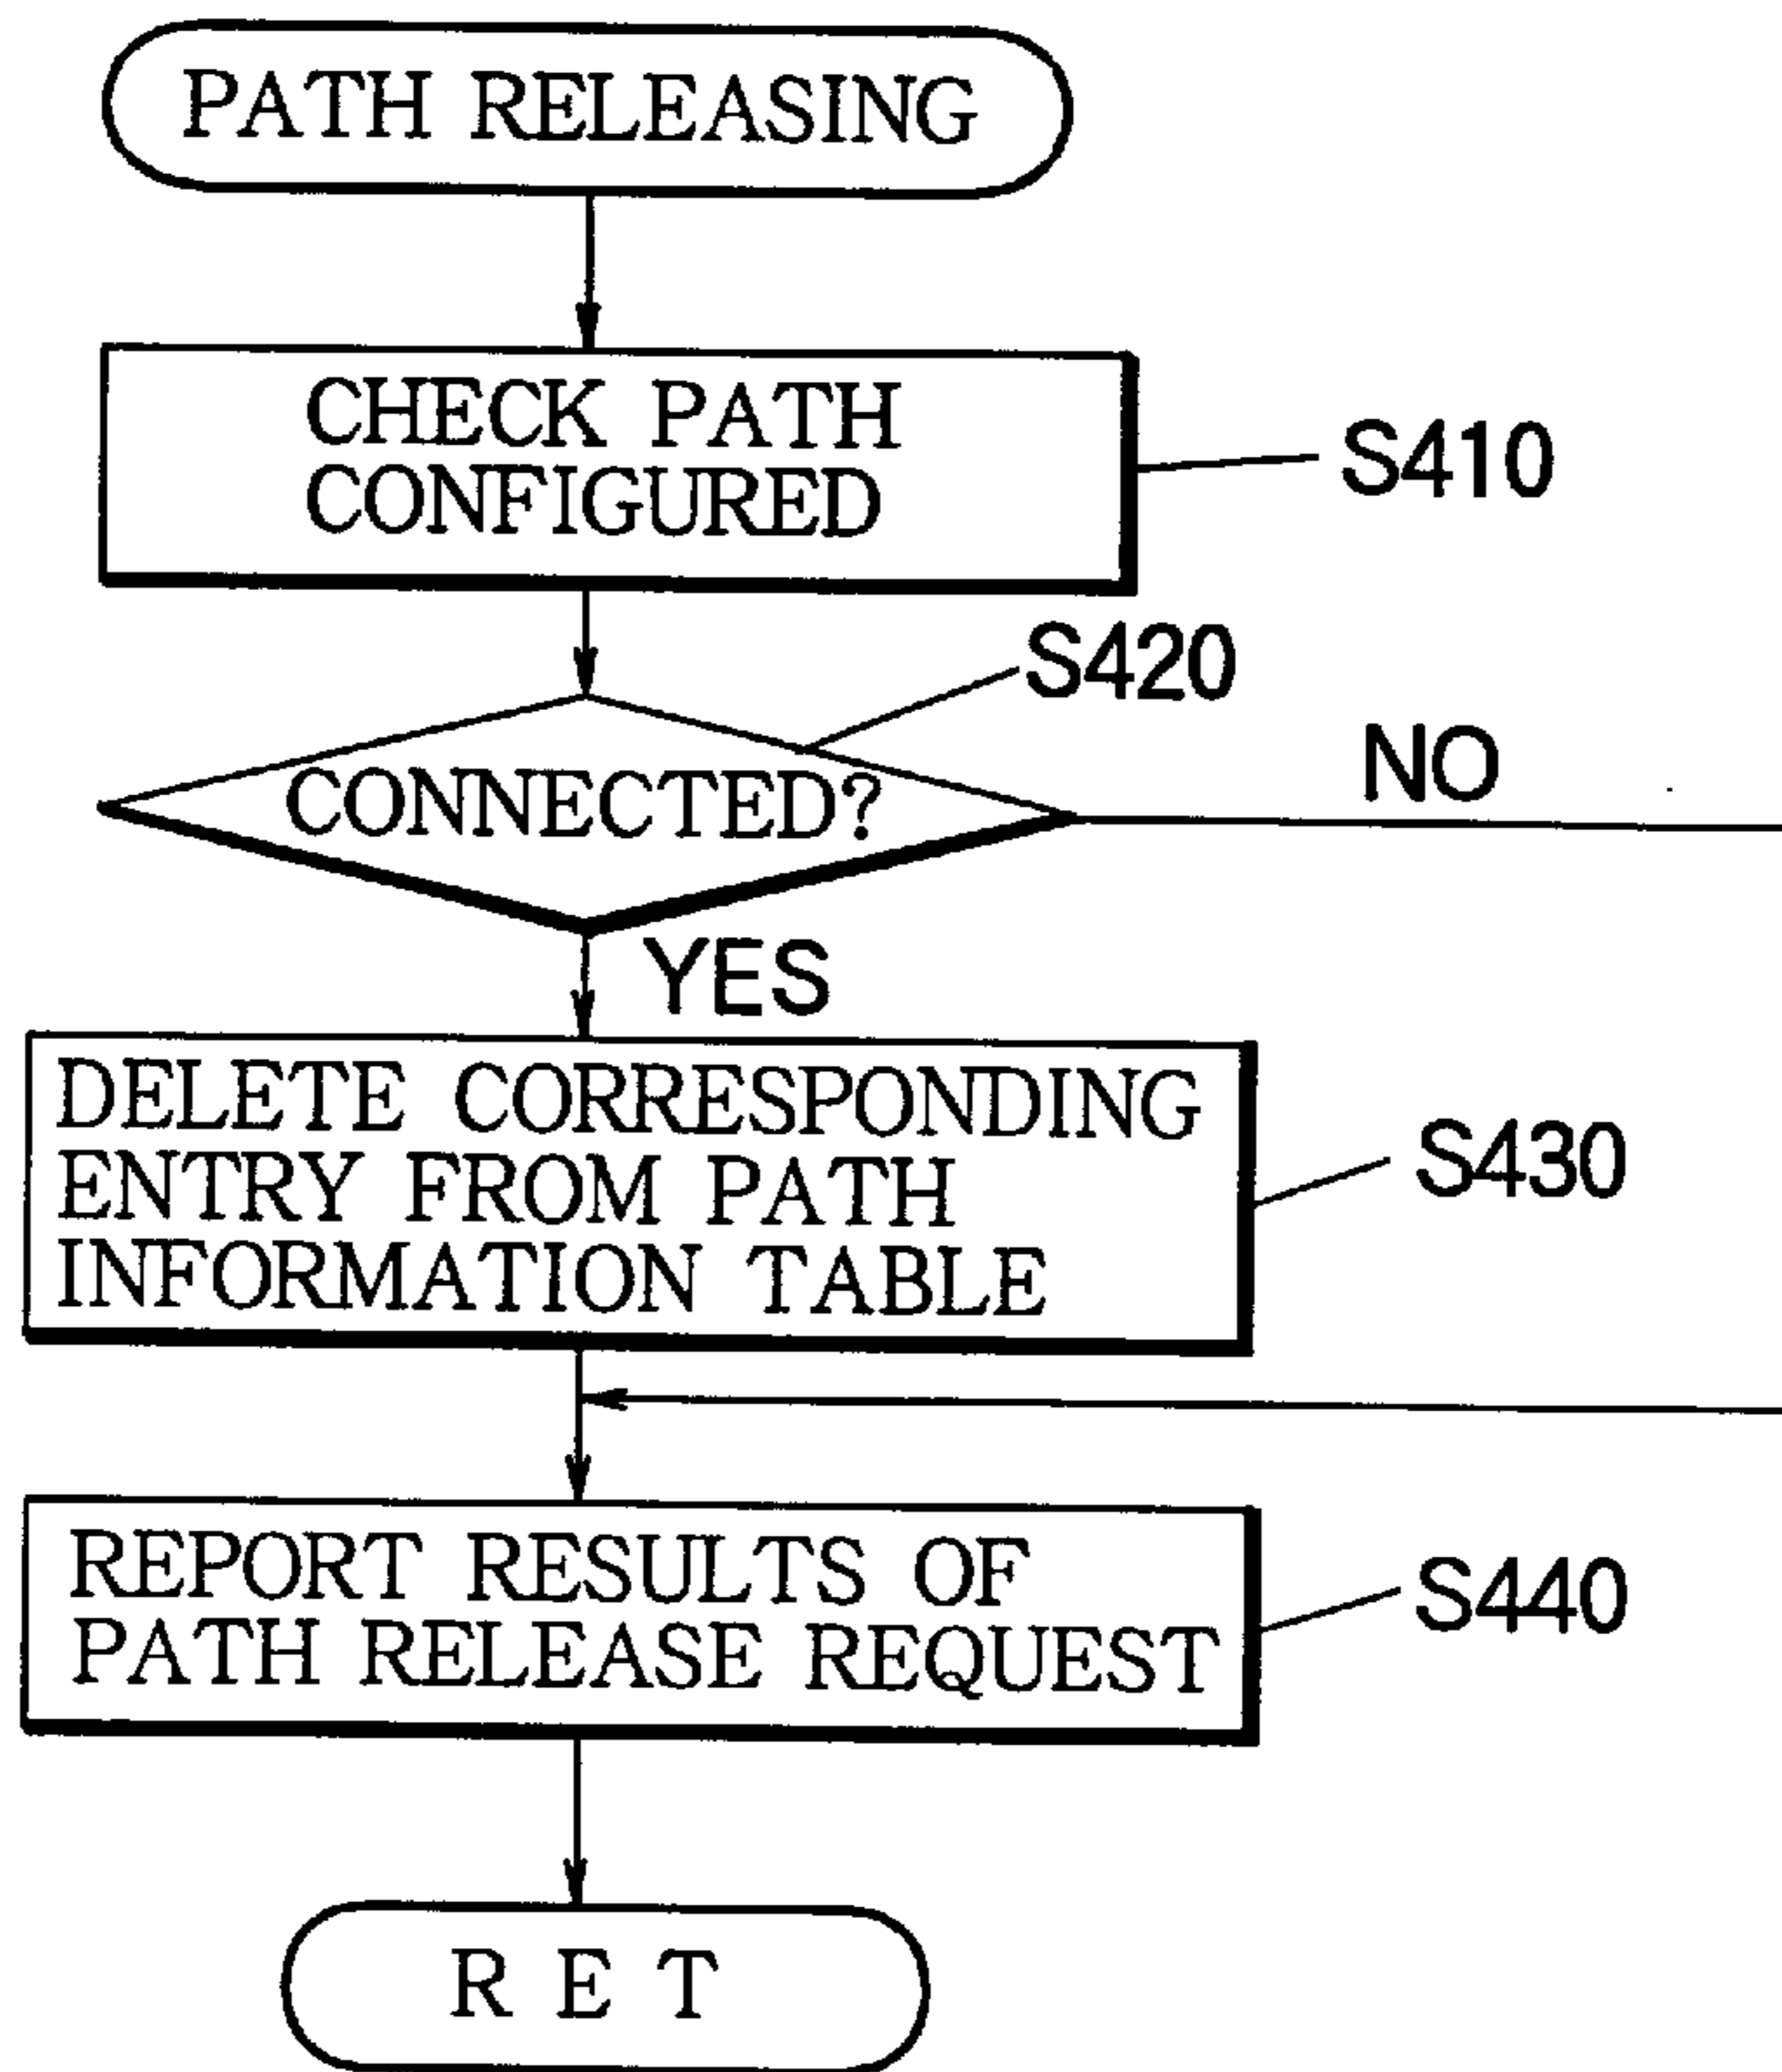 PATH RELEASING
CHECK PATH
CONFIGURED
S410
S420
CONNECTED?
NO
YES
DELETE CORRESPONDING
ENTRY FROM PATH
INFORMATION TABLE
S430
REPORT RESULTS OF
PATH RELEASE REQUEST
S440
RET